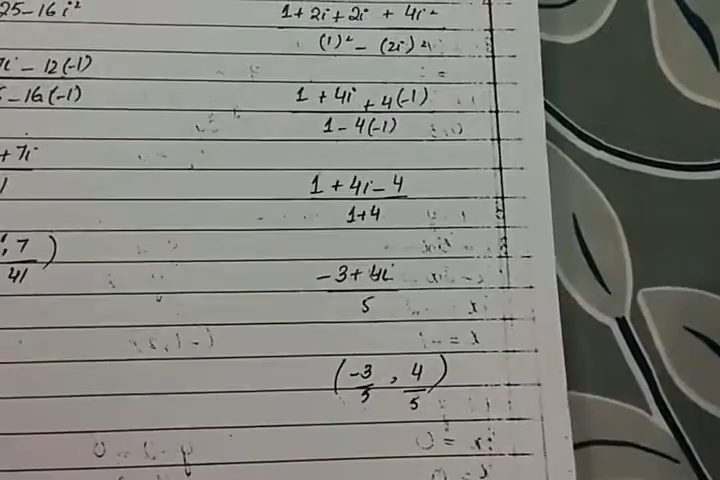 25-16i²
7i - 12(-1)
- 16(-1)
+ 7i
, 7/41)
1 + 2i + 2i + 4i²
(1)² - (2i)²
1 + 4i + 4(-1)
1 - 4(-1)
1 + 4i - 4
1+4
-3 + 4i
5
(-3/5 , 4/5)